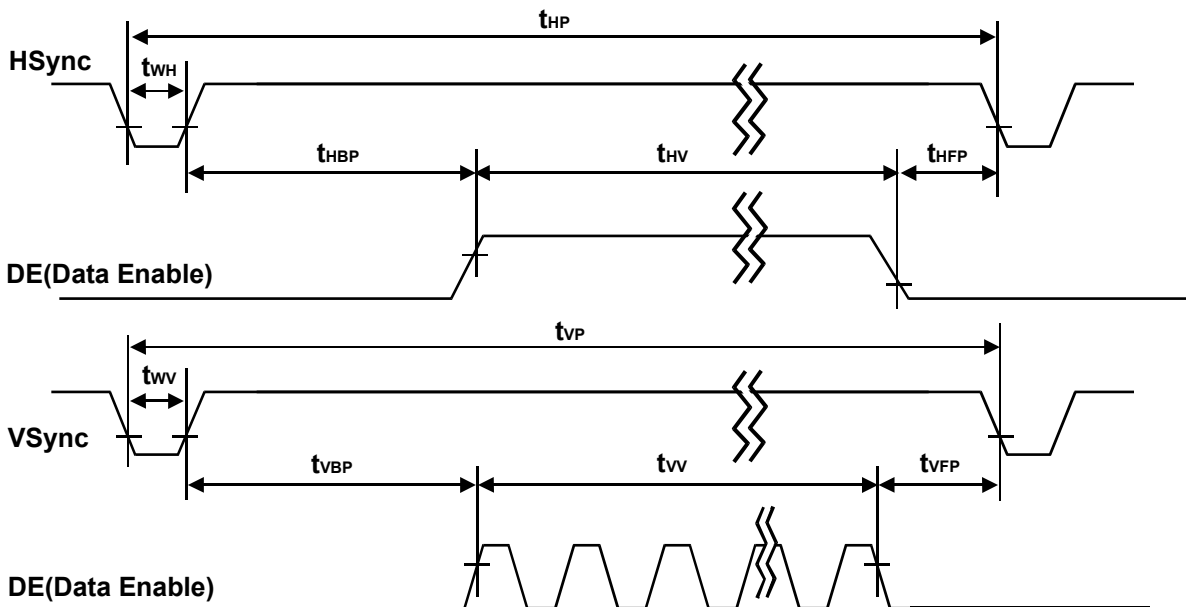 tHP
HSync
tWH
tHBP
tHV
tHFP
DE(Data Enable)
tVP
tWV
VSync
tVBP
tVV
tVFP
DE(Data Enable)